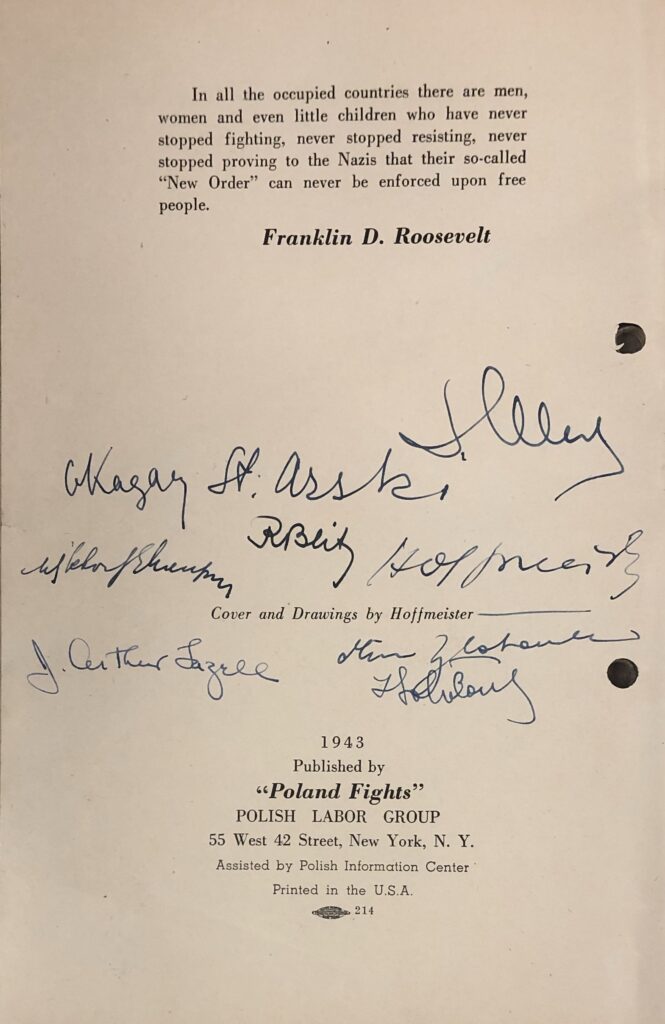 In all the occupied countries there are men,
women and even little children who have never
stopped fighting, never stopped resisting, never
stopped proving to the Nazis that their so-called
“New Order” can never be enforced upon free
people.
Franklin D. Roosevelt
St. Arski
Hoffmeister
Cover and Drawings by Hoffmeister
J. Arthur
1943
Published by
“Poland Fights”
POLISH LABOR GROUP
55 West 42 Street, New York, N. Y.
Assisted by Polish Information Center
Printed in the U.S.A.
214